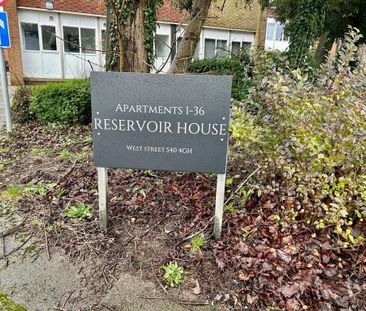 Apartments 1-36
RESERVOIR HOUSE
West Street S40 4GH